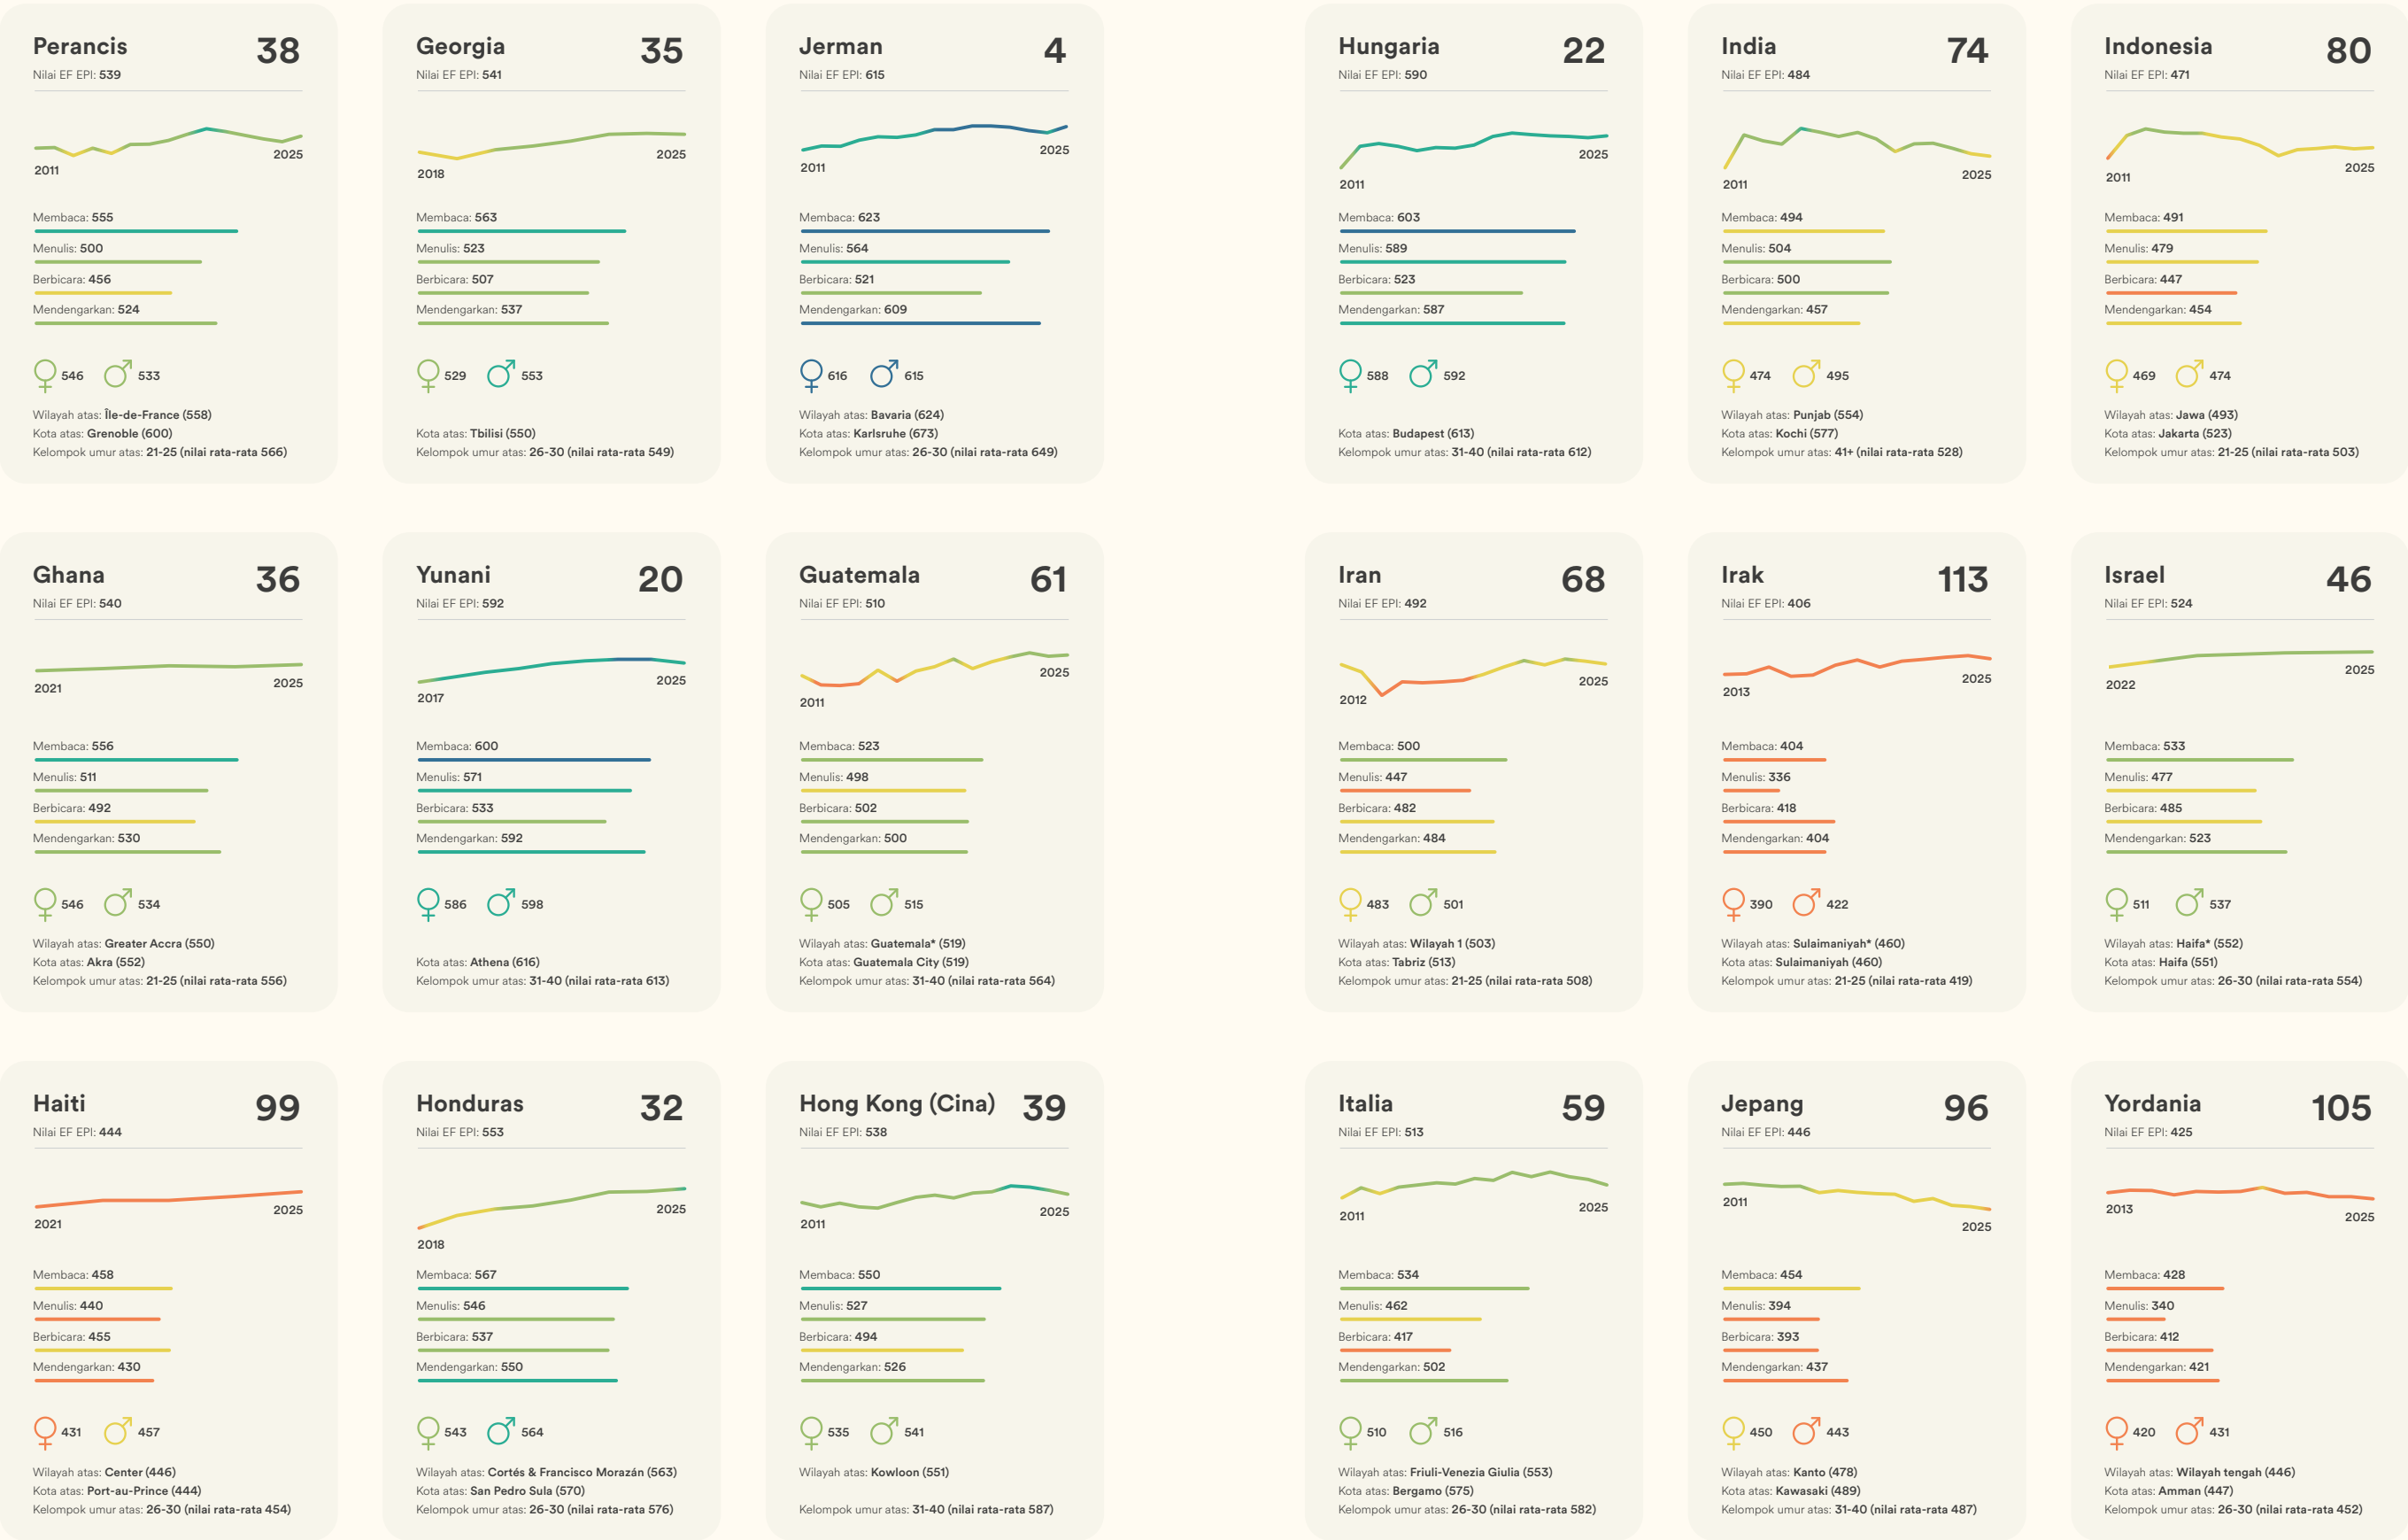 Perancis
38
Nilai EF EPI: 539
2011
2025
Membaca: 555
Menulis: 500
Berbicara: 456
Mendengarkan: 524
546
533
Wilayah atas: Île-de-France (558)
Kota atas: Grenoble (600)
Kelompok umur atas: 21-25 (nilai rata-rata 566)
Georgia
35
Nilai EF EPI: 541
2018
2025
Membaca: 563
Menulis: 523
Berbicara: 507
Mendengarkan: 537
529
553
Kota atas: Tbilisi (550)
Kelompok umur atas: 26-30 (nilai rata-rata 549)
Jerman
4
Nilai EF EPI: 615
2011
2025
Membaca: 623
Menulis: 564
Berbicara: 521
Mendengarkan: 609
616
615
Wilayah atas: Bavaria (624)
Kota atas: Karlsruhe (673)
Kelompok umur atas: 26-30 (nilai rata-rata 649)
Hungaria
22
Nilai EF EPI: 590
2011
2025
Membaca: 603
Menulis: 589
Berbicara: 523
Mendengarkan: 587
588
592
Kota atas: Budapest (613)
Kelompok umur atas: 31-40 (nilai rata-rata 612)
India
74
Nilai EF EPI: 484
2011
2025
Membaca: 494
Menulis: 504
Berbicara: 500
Mendengarkan: 457
474
495
Wilayah atas: Punjab (554)
Kota atas: Kochi (577)
Kelompok umur atas: 41+ (nilai rata-rata 528)
Indonesia
80
Nilai EF EPI: 471
2011
2025
Membaca: 491
Menulis: 479
Berbicara: 447
Mendengarkan: 454
469
474
Wilayah atas: Jawa (493)
Kota atas: Jakarta (523)
Kelompok umur atas: 21-25 (nilai rata-rata 503)
Ghana
36
Nilai EF EPI: 540
2021
2025
Membaca: 556
Menulis: 511
Berbicara: 492
Mendengarkan: 530
546
534
Wilayah atas: Greater Accra (550)
Kota atas: Akra (552)
Kelompok umur atas: 21-25 (nilai rata-rata 556)
Yunani
20
Nilai EF EPI: 592
2017
2025
Membaca: 600
Menulis: 571
Berbicara: 533
Mendengarkan: 592
586
598
Kota atas: Athena (616)
Kelompok umur atas: 31-40 (nilai rata-rata 613)
Guatemala
61
Nilai EF EPI: 510
2011
2025
Membaca: 523
Menulis: 498
Berbicara: 502
Mendengarkan: 500
505
515
Wilayah atas: Guatemala* (519)
Kota atas: Guatemala City (519)
Kelompok umur atas: 31-40 (nilai rata-rata 564)
Iran
68
Nilai EF EPI: 492
2012
2025
Membaca: 500
Menulis: 447
Berbicara: 482
Mendengarkan: 484
483
501
Wilayah atas: Wilayah 1 (503)
Kota atas: Tabriz (513)
Kelompok umur atas: 21-25 (nilai rata-rata 508)
Irak
113
Nilai EF EPI: 406
2013
2025
Membaca: 404
Menulis: 336
Berbicara: 418
Mendengarkan: 404
390
422
Wilayah atas: Sulaimaniyah* (460)
Kota atas: Sulaimaniyah (460)
Kelompok umur atas: 21-25 (nilai rata-rata 419)
Israel
46
Nilai EF EPI: 524
2022
2025
Membaca: 533
Menulis: 477
Berbicara: 485
Mendengarkan: 523
511
537
Wilayah atas: Haifa* (552)
Kota atas: Haifa (551)
Kelompok umur atas: 26-30 (nilai rata-rata 554)
Haiti
99
Nilai EF EPI: 444
2021
2025
Membaca: 458
Menulis: 440
Berbicara: 455
Mendengarkan: 430
431
457
Wilayah atas: Center (446)
Kota atas: Port-au-Prince (444)
Kelompok umur atas: 26-30 (nilai rata-rata 454)
Honduras
32
Nilai EF EPI: 553
2018
2025
Membaca: 567
Menulis: 546
Berbicara: 537
Mendengarkan: 550
543
564
Wilayah atas: Cortés & Francisco Morazán (563)
Kota atas: San Pedro Sula (570)
Kelompok umur atas: 26-30 (nilai rata-rata 576)
Hong Kong (Cina)
39
Nilai EF EPI: 538
2011
2025
Membaca: 550
Menulis: 527
Berbicara: 494
Mendengarkan: 526
535
541
Wilayah atas: Kowloon (551)
Kelompok umur atas: 31-40 (nilai rata-rata 587)
Italia
59
Nilai EF EPI: 513
2011
2025
Membaca: 534
Menulis: 462
Berbicara: 417
Mendengarkan: 502
510
516
Wilayah atas: Friuli-Venezia Giulia (553)
Kota atas: Bergamo (575)
Kelompok umur atas: 26-30 (nilai rata-rata 582)
Jepang
96
Nilai EF EPI: 446
2011
2025
Membaca: 454
Menulis: 394
Berbicara: 393
Mendengarkan: 437
450
443
Wilayah atas: Kanto (478)
Kota atas: Kawasaki (489)
Kelompok umur atas: 31-40 (nilai rata-rata 487)
Yordania
105
Nilai EF EPI: 425
2013
2025
Membaca: 428
Menulis: 340
Berbicara: 412
Mendengarkan: 421
420
431
Wilayah atas: Wilayah tengah (446)
Kota atas: Amman (447)
Kelompok umur atas: 26-30 (nilai rata-rata 452)